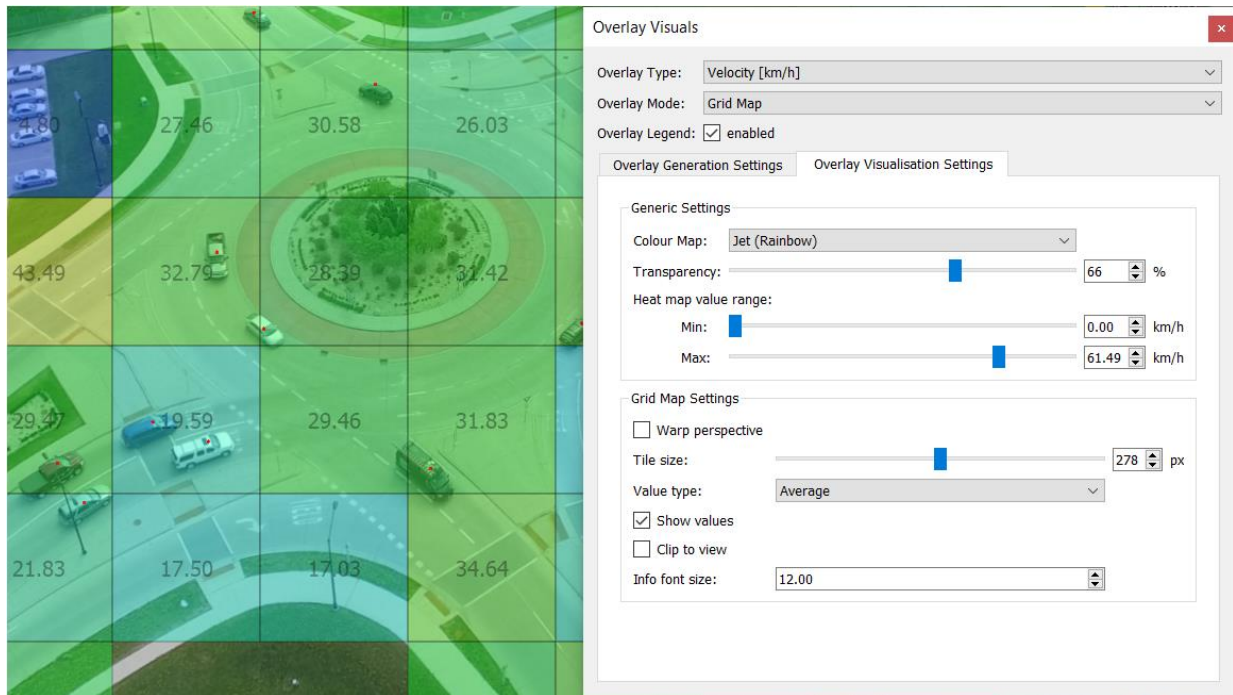 4.80 27.46 30.58 26.03
43.49 32.79 28.39 31.42
29.47 19.59 29.46 31.83
21.83 17.50 17.03 34.64
Overlay Visuals
Overlay Type: Velocity [km/h]
Overlay Mode: Grid Map
Overlay Legend: enabled
Overlay Generation Settings Overlay Visualisation Settings
Generic Settings
Colour Map: Jet (Rainbow)
Transparency: 66 %
Heat map value range:
Min: 0.00 km/h
Max: 61.49 km/h
Grid Map Settings
Warp perspective
Tile size: 278 px
Value type: Average
Show values
Clip to view
Info font size: 12.00